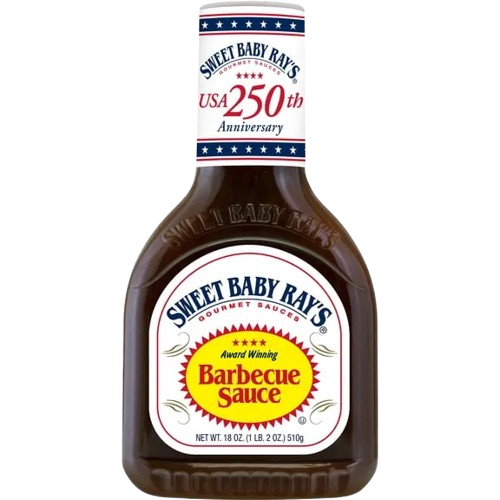 SWEET BABY RAY'S
GOURMET SAUCES
USA 250th
Anniversary
SWEET BABY RAY'S
SWEET BABY RAY'S®
GOURMET SAUCES
Award Winning
Barbecue
Sauce
U
NET WT. 18 OZ. (1 LB. 2 OZ.) 510g